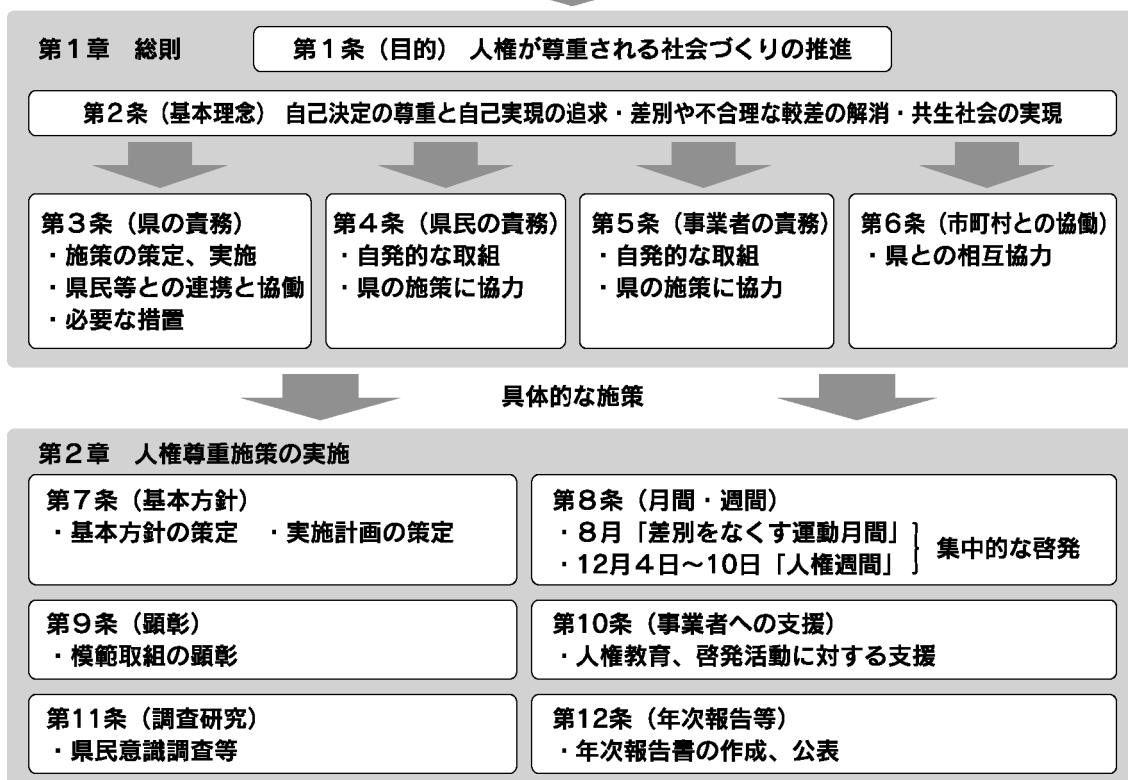 第1章 総則
第1条（目的） 人権が尊重される社会づくりの推進
第2条（基本理念） 自己決定の尊重と自己実現の追求・差別や不合理な較差の解消・共生社会の実現
第3条（県の責務）
・施策の策定、実施
・県民等との連携と協働
・必要な措置
第4条（県民の責務）
・自発的な取組
・県の施策に協力
第5条（事業者の責務）
・自発的な取組
・県の施策に協力
第6条（市町村との協働）
・県との相互協力
具体的な施策
第2章 人権尊重施策の実施
第7条（基本方針）
・基本方針の策定 ・実施計画の策定
第8条（月間・週間）
・8月「差別をなくす運動月間」
・12月4日～10日「人権週間」
集中的な啓発
第9条（顕彰）
・模範取組の顕彰
第10条（事業者への支援）
・人権教育、啓発活動に対する支援
第11条（調査研究）
・県民意識調査等
第12条（年次報告等）
・年次報告書の作成、公表